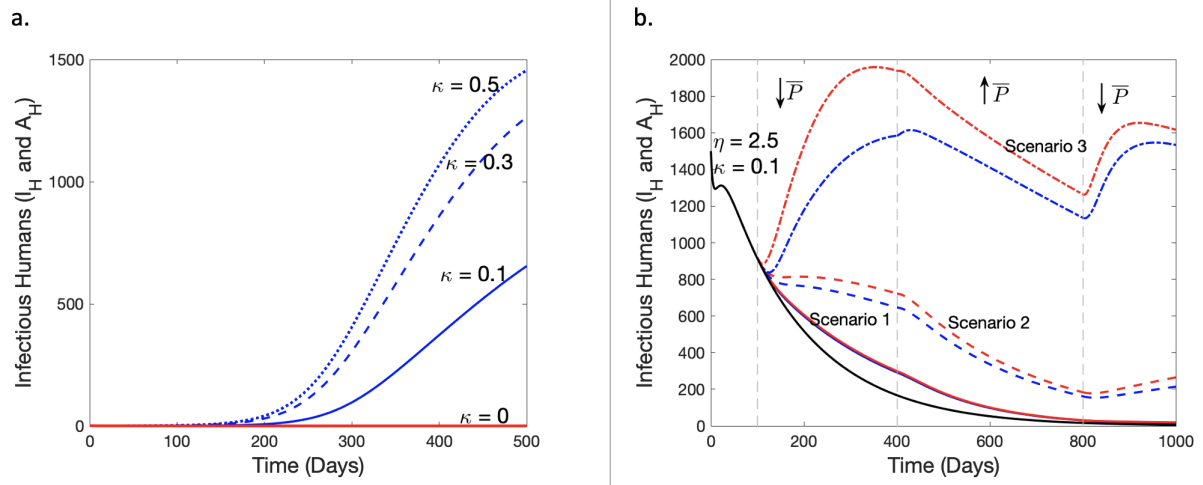 a.
Infectious Humans (I_H and A_H)
1500
1000
500
0
κ = 0.5
κ = 0.3
κ = 0.1
κ = 0
0 100 200 300 400 500
Time (Days)
b.
Infectious Humans (I_H and A_H)
2000
1800
1600
1400
1200
1000
800
600
400
200
0
↓P̅ ↑P̅ ↓P̅
η = 2.5
κ = 0.1
Scenario 3
Scenario 1
Scenario 2
0 200 400 600 800 1000
Time (Days)